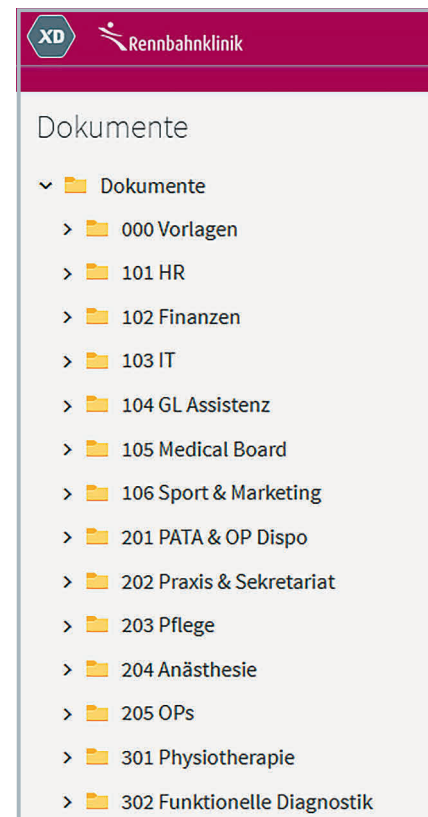 XD Rennbahnklinik
Dokumente
Dokumente
000 Vorlagen
101 HR
102 Finanzen
103 IT
104 GL Assistenz
105 Medical Board
106 Sport & Marketing
201 PATA & OP Dispo
202 Praxis & Sekretariat
203 Pflege
204 Anästhesie
205 OPs
301 Physiotherapie
302 Funktionelle Diagnostik